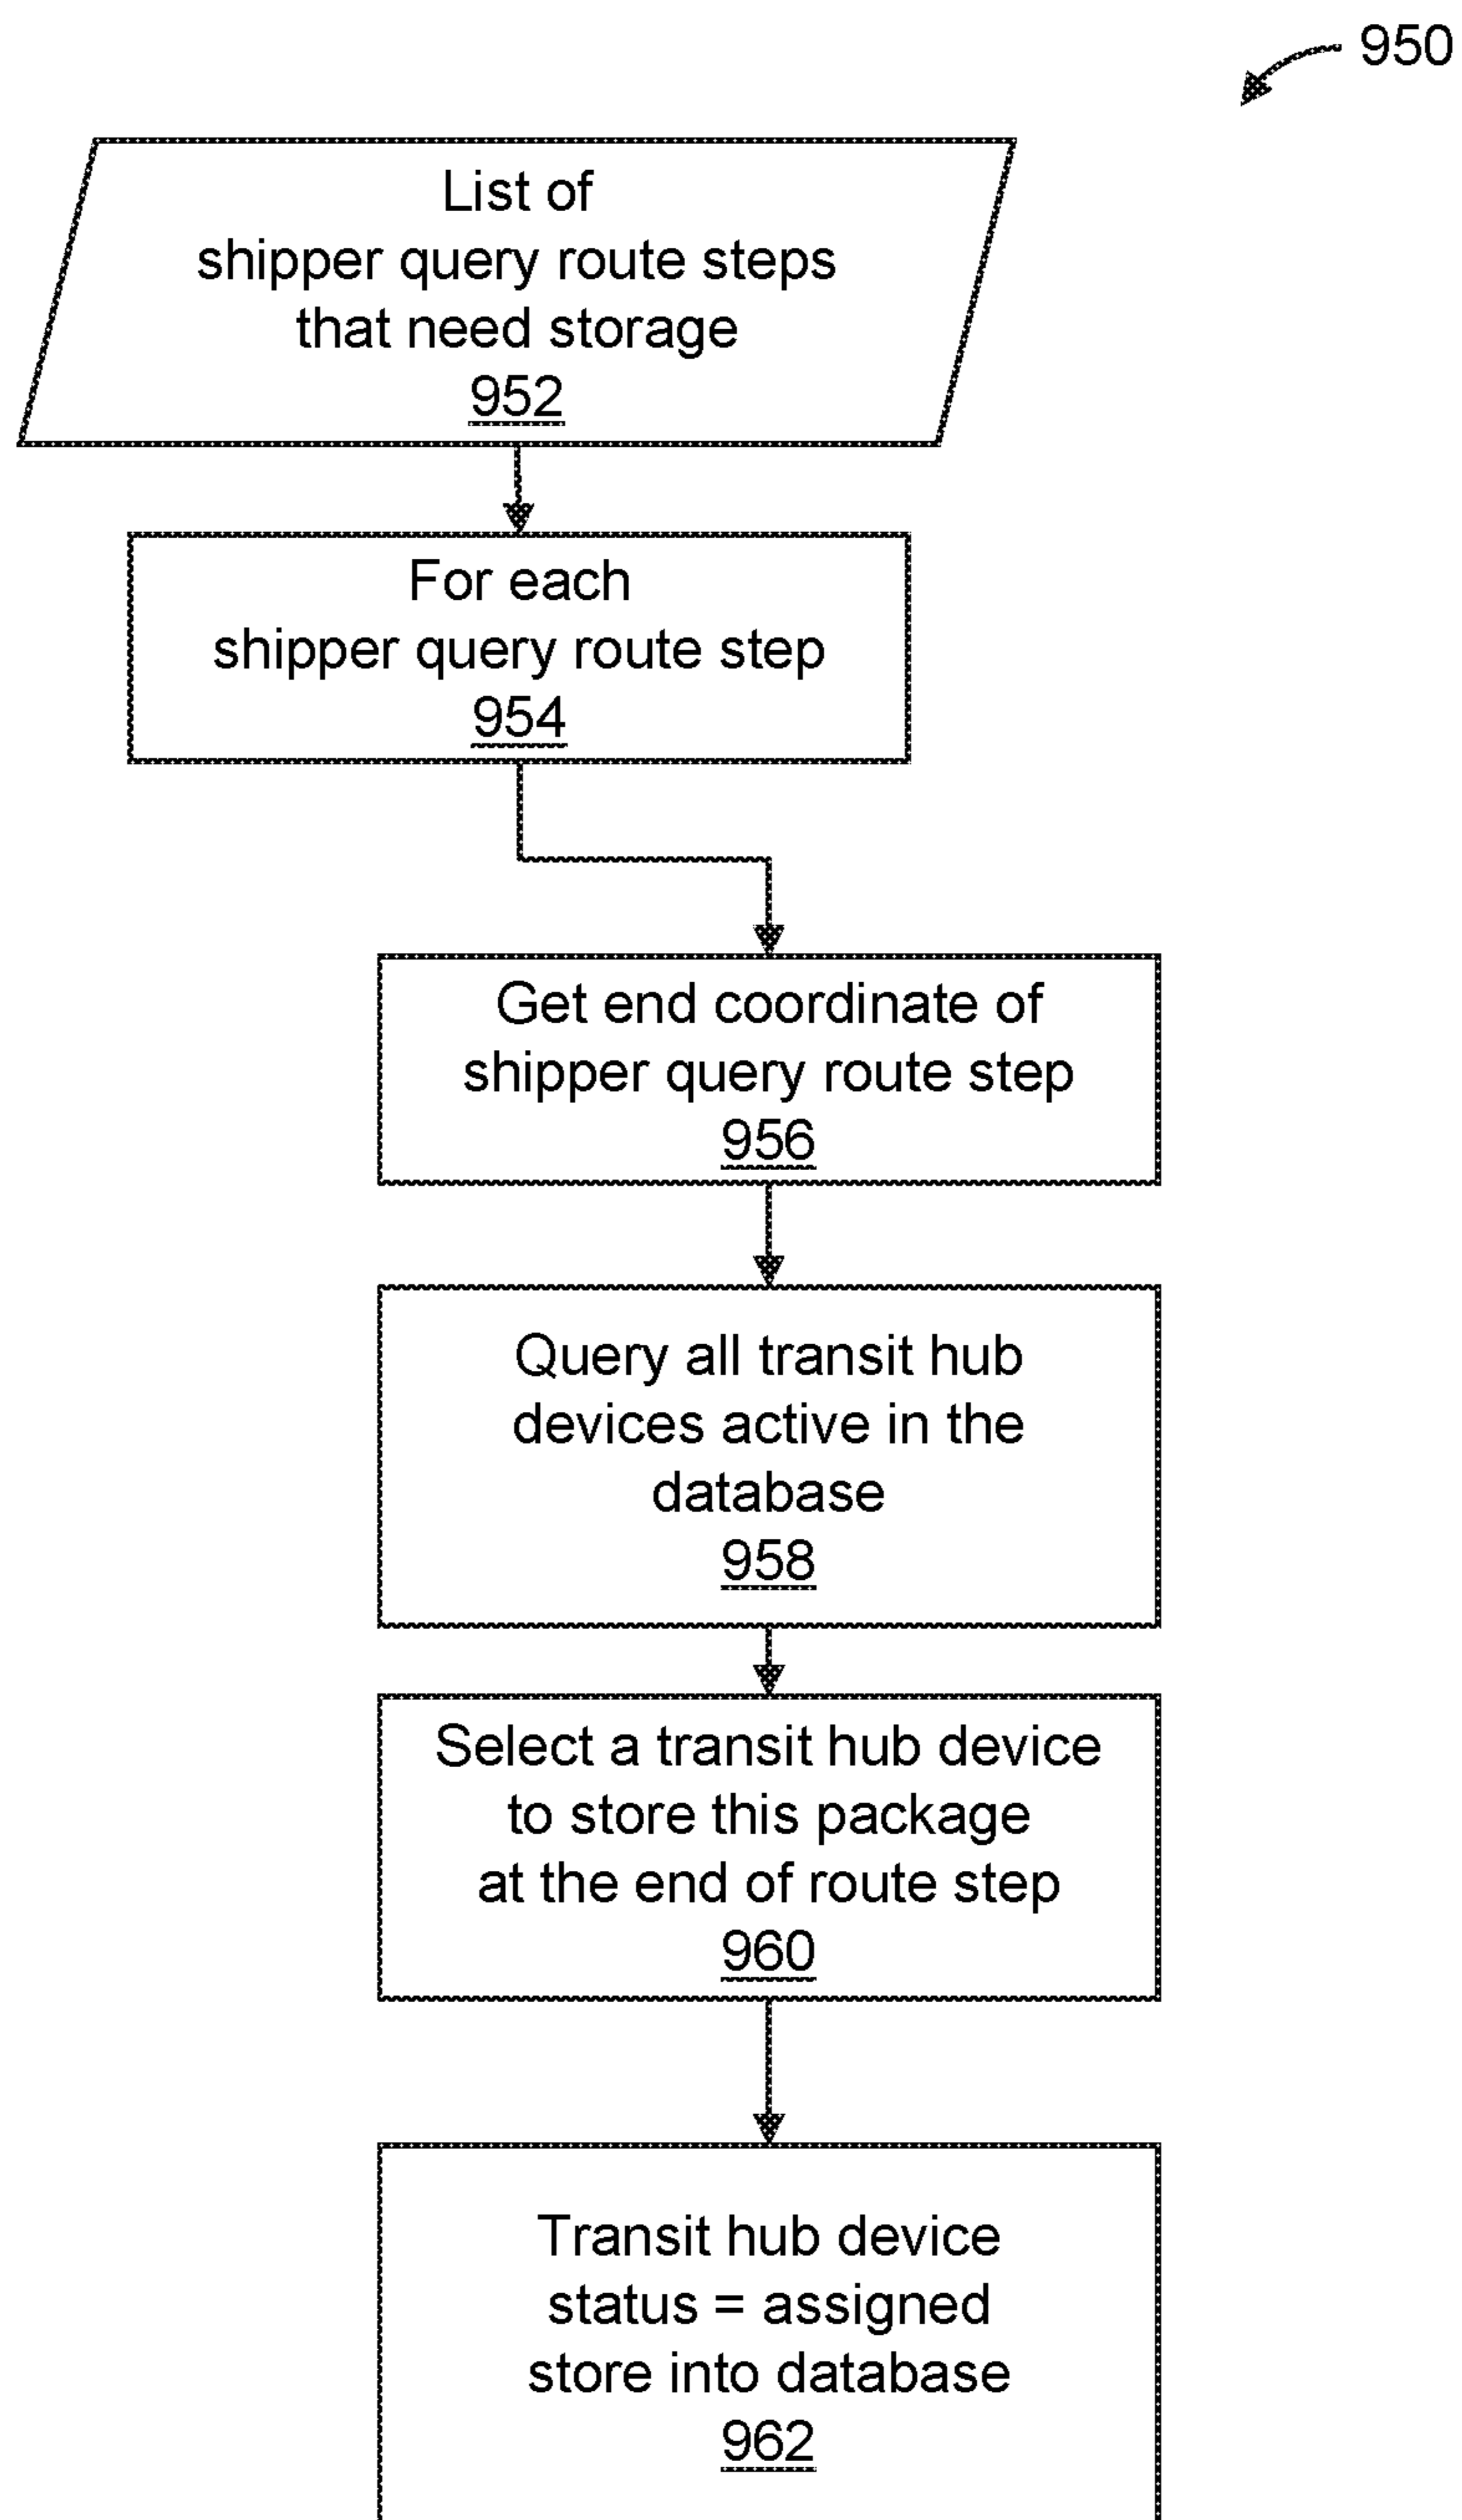 950
List of
shipper query route steps
that need storage
952
For each
shipper query route step
954
Get end coordinate of
shipper query route step
956
Query all transit hub
devices active in the
database
958
Select a transit hub device
to store this package
at the end of route step
960
Transit hub device
status = assigned
store into database
962